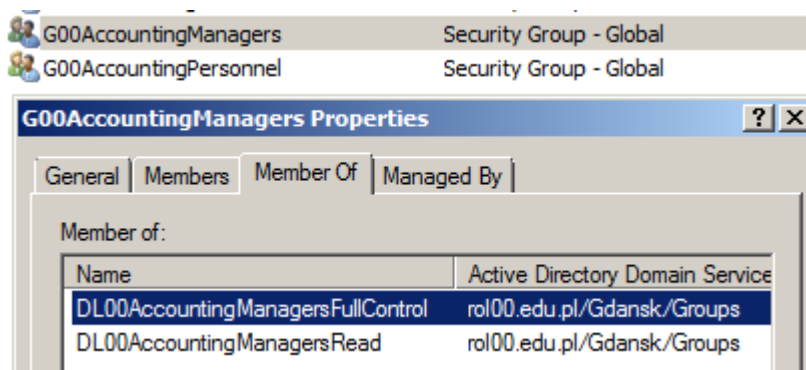 G00AccountingManagers Security Group - Global
G00AccountingPersonnel Security Group - Global
G00AccountingManagers Properties ? X
General Members Member Of Managed By
Member of:
Name Active Directory Domain Service
DL00AccountingManagersFullControl rol00.edu.pl/Gdansk/Groups
DL00AccountingManagersRead rol00.edu.pl/Gdansk/Groups